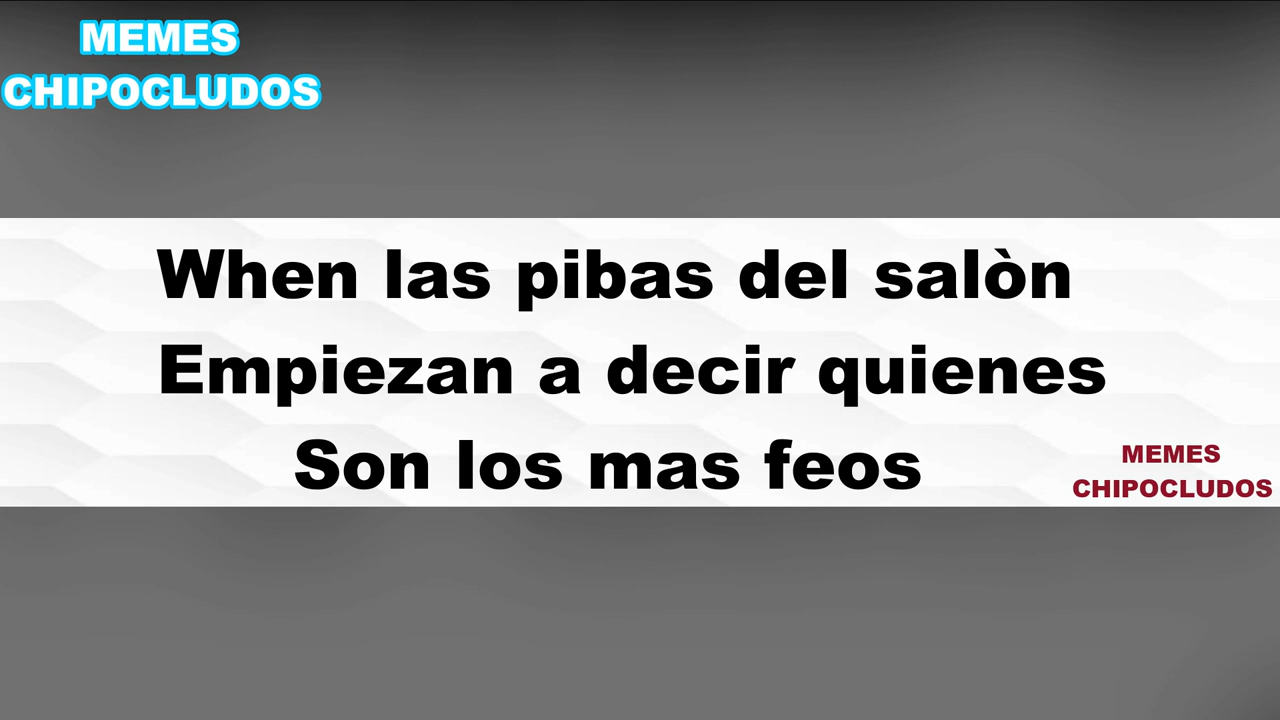 MEMES
CHIPOCLUDOS
When las pibas del salòn
Empiezan a decir quienes
Son los mas feos
MEMES
CHIPOCLUDOS